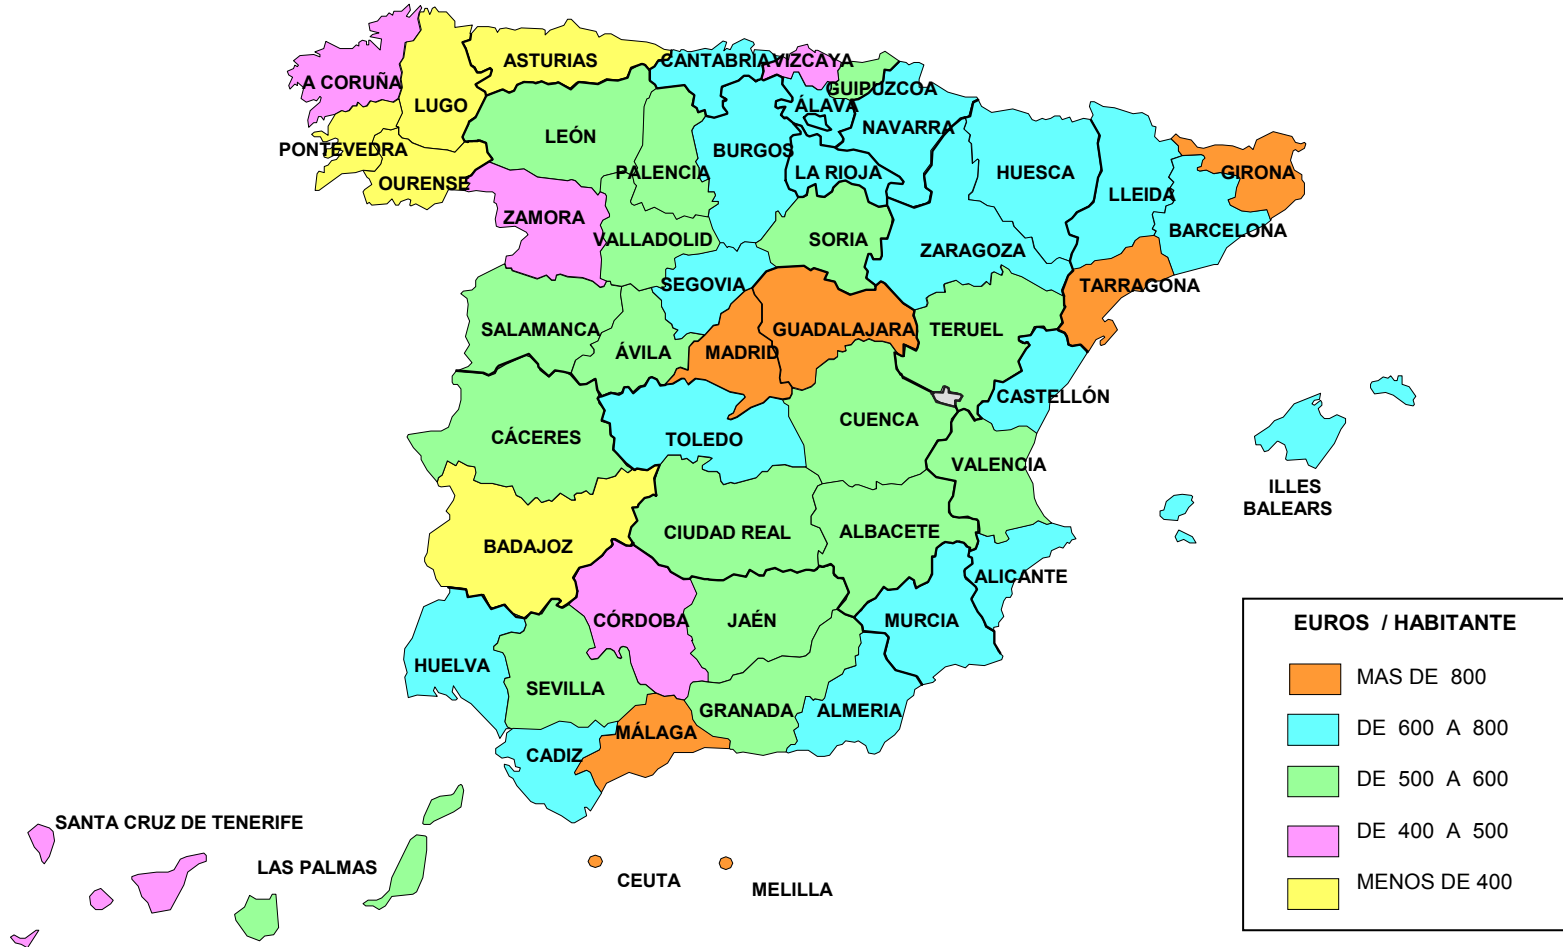 A CORUÑA
LUGO
ASTURIAS
CANTABRIA
VIZCAYA
GUIPUZCOA
ÁLAVA
NAVARRA
PONTEVEDRA
OURENSE
LEÓN
PALENCIA
BURGOS
LA RIOJA
HUESCA
LLEIDA
GIRONA
BARCELONA
ZAMORA
VALLADOLID
SORIA
ZARAGOZA
TARRAGONA
SEGOVIA
SALAMANCA
ÁVILA
MADRID
GUADALAJARA
TERUEL
CASTELLÓN
CÁCERES
TOLEDO
CUENCA
VALENCIA
ILLES
BALEARS
BADAJOZ
CIUDAD REAL
ALBACETE
ALICANTE
CÓRDOBA
JAÉN
MURCIA
HUELVA
SEVILLA
GRANADA
ALMERIA
CADIZ
MÁLAGA
SANTA CRUZ DE TENERIFE
LAS PALMAS
CEUTA
MELILLA
EUROS / HABITANTE
MAS DE 800
DE 600 A 800
DE 500 A 600
DE 400 A 500
MENOS DE 400